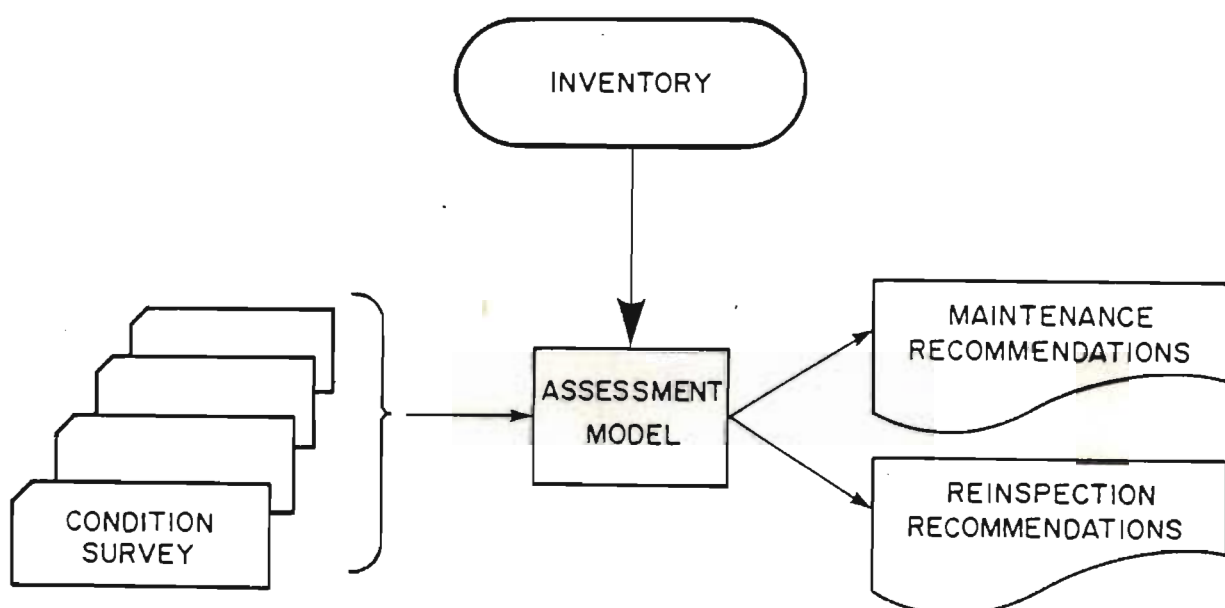 INVENTORY
ASSESSMENT
MODEL
MAINTENANCE
RECOMMENDATIONS
REINSPECTION
RECOMMENDATIONS
CONDITION
SURVEY